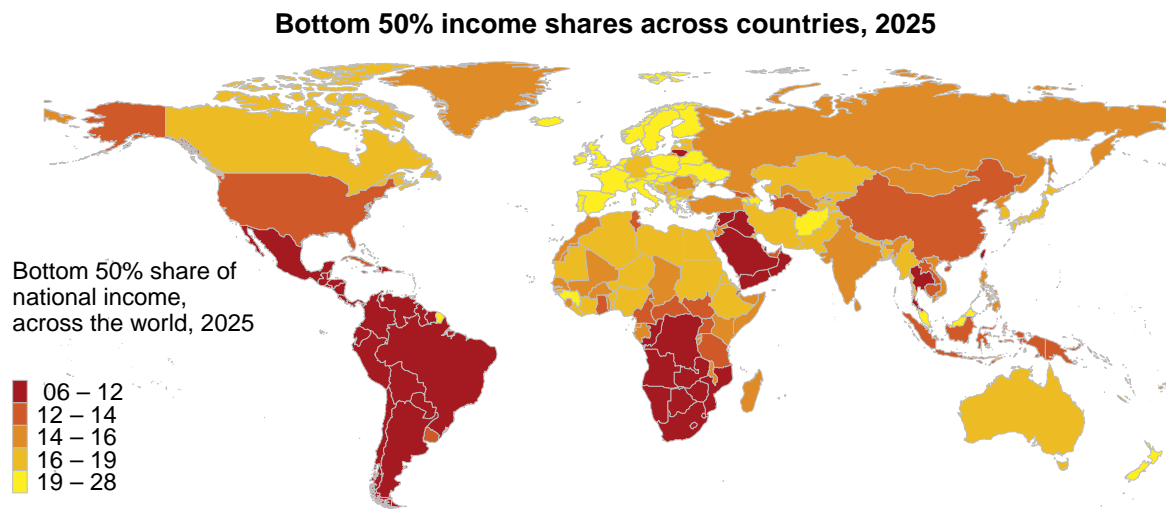 Bottom 50% income shares across countries, 2025
Bottom 50% share of
national income,
across the world, 2025
06 – 12
12 – 14
14 – 16
16 – 19
19 – 28